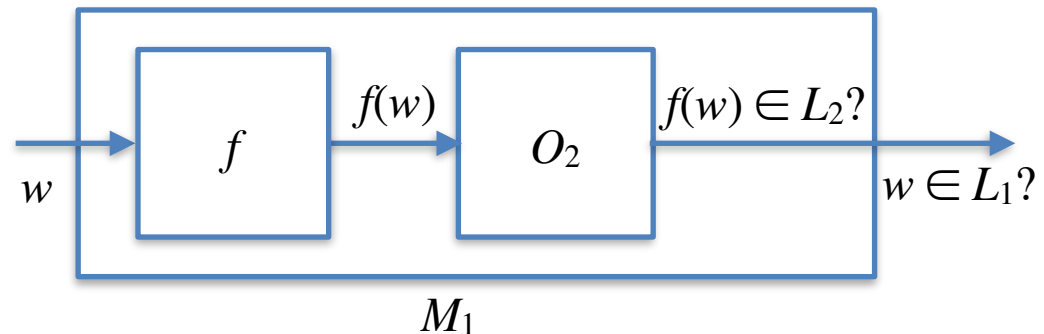 f(w)
f(w) ∈ L₂?
f
O₂
w
w ∈ L₁?
M₁